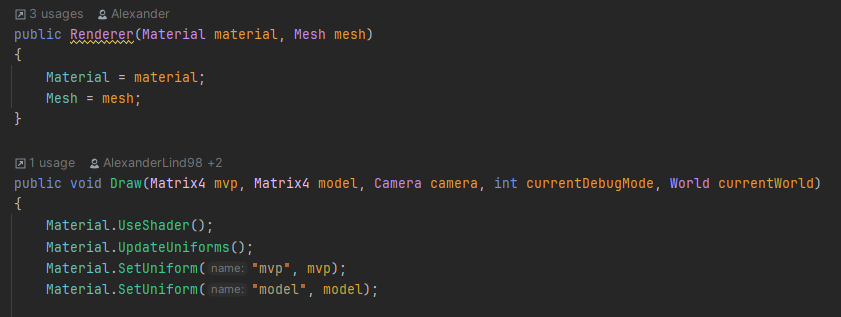 3 usages Alexander
public Renderer(Material material, Mesh mesh)
{
Material = material;
Mesh = mesh;
}
1 usage AlexanderLind98 +2
public void Draw(Matrix4 mvp, Matrix4 model, Camera camera, int currentDebugMode, World currentWorld)
{
Material.UseShader();
Material.UpdateUniforms();
Material.SetUniform( name: "mvp", mvp);
Material.SetUniform( name: "model", model);